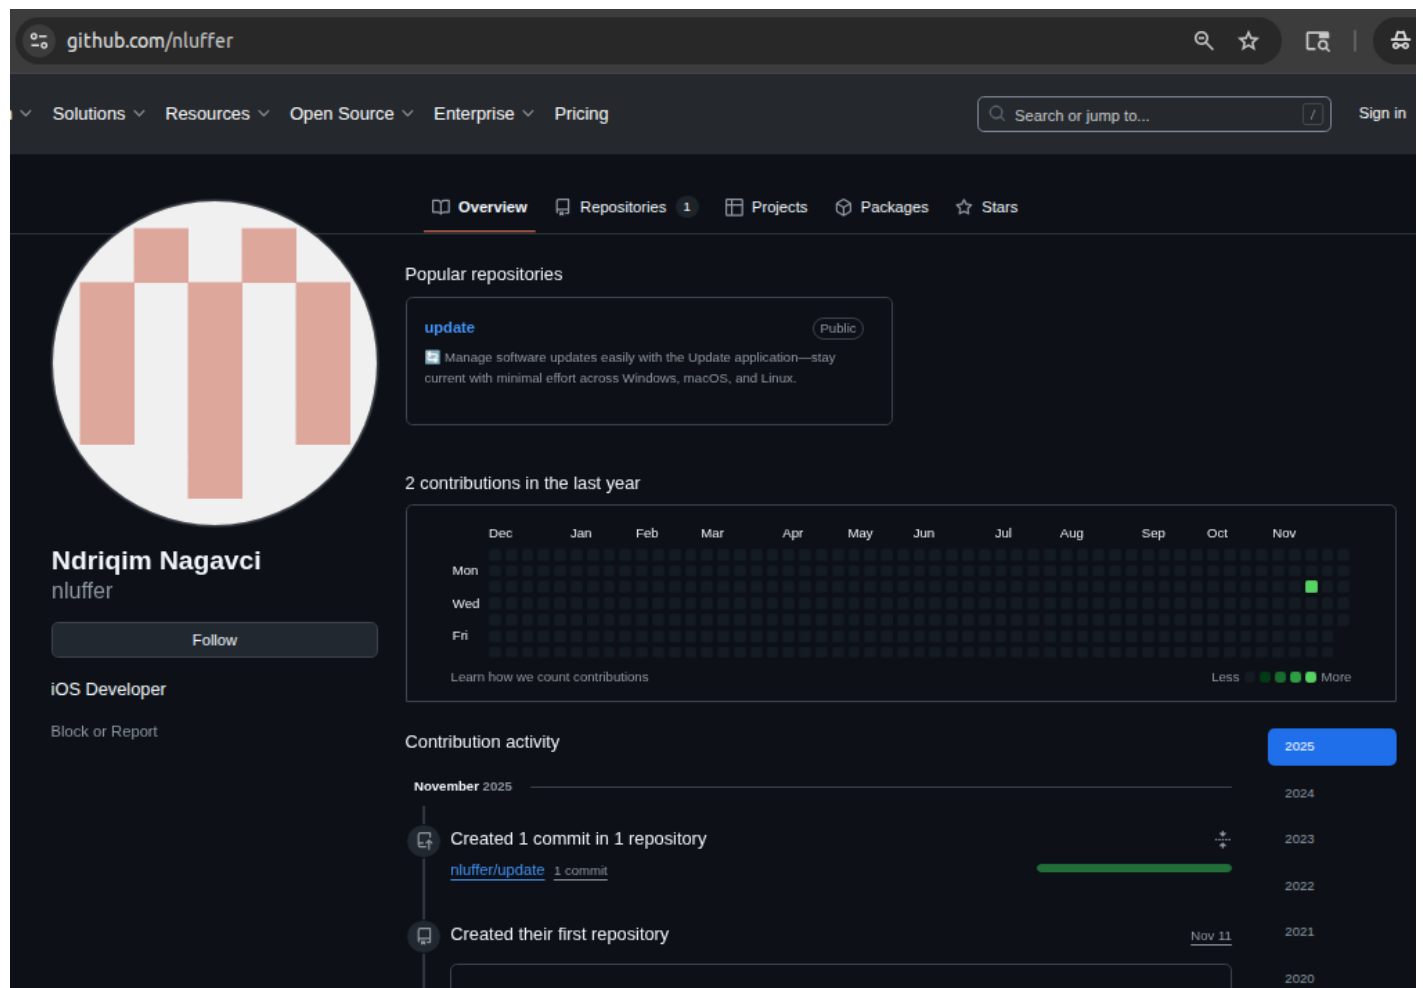 github.com/nluffer
Solutions Resources Open Source Enterprise Pricing
Search or jump to... /
Sign in
Overview Repositories 1 Projects Packages Stars
Popular repositories
update Public
Manage software updates easily with the Update application—stay
current with minimal effort across Windows, macOS, and Linux.
Ndriqim Nagavci
nluffer
Follow
iOS Developer
Block or Report
2 contributions in the last year
Dec Jan Feb Mar Apr May Jun Jul Aug Sep Oct Nov
Mon
Wed
Fri
Learn how we count contributions
Less More
Contribution activity
2025
2024
2023
2022
2021
2020
November 2025
Created 1 commit in 1 repository
nluffer/update 1 commit
Created their first repository
Nov 11